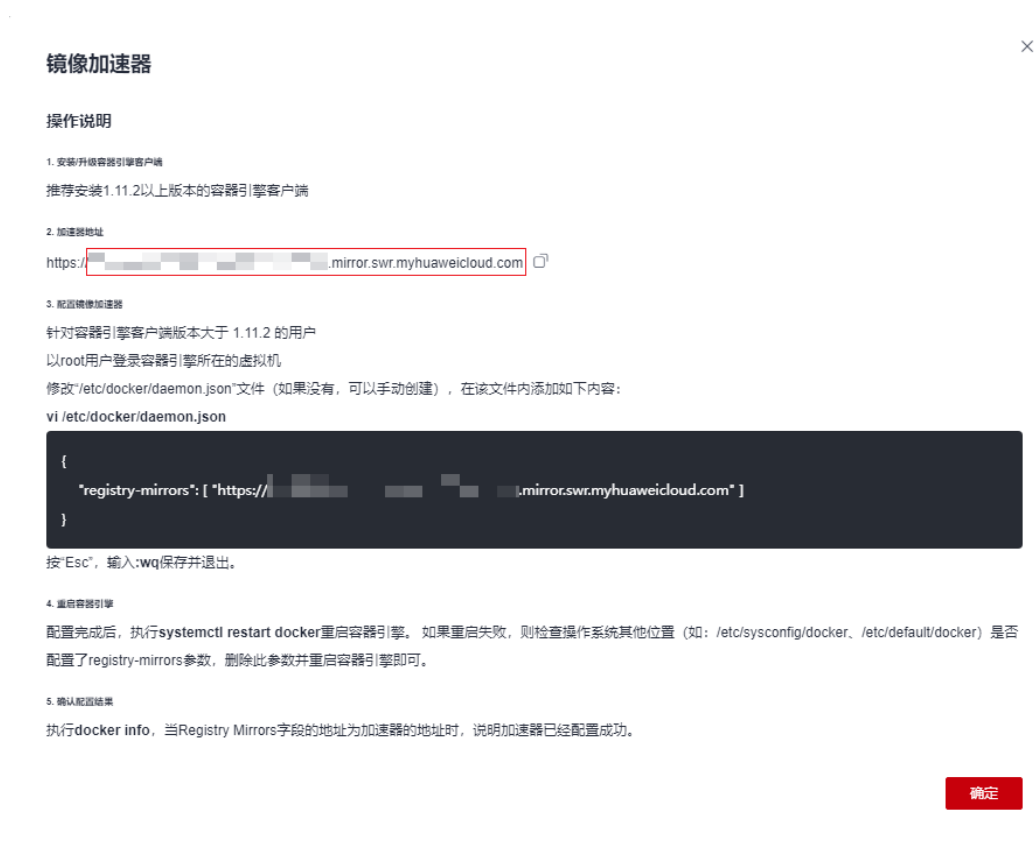 镜像加速器
操作说明
1. 安装/升级容器引擎客户端
推荐安装1.11.2以上版本的容器引擎客户端
2. 加速器地址
https://.mirror.swr.myhuaweicloud.com
3. 配置镜像加速器
针对容器引擎客户端版本大于 1.11.2 的用户
以root用户登录容器引擎所在的虚拟机
修改“/etc/docker/daemon.json”文件（如果没有，可以手动创建），在该文件内添加如下内容：
vi /etc/docker/daemon.json
{
"registry-mirrors": [ "https://.mirror.swr.myhuaweicloud.com" ]
}
按“Esc”，输入:wq保存并退出。
4. 重启容器引擎
配置完成后，执行systemctl restart docker重启容器引擎。 如果重启失败，则检查操作系统其他位置（如：/etc/sysconfig/docker、/etc/default/docker）是否
配置了registry-mirrors参数，删除此参数并重启容器引擎即可。
5. 确认配置结果
执行docker info，当Registry Mirrors字段的地址为加速器的地址时，说明加速器已经配置成功。
确定